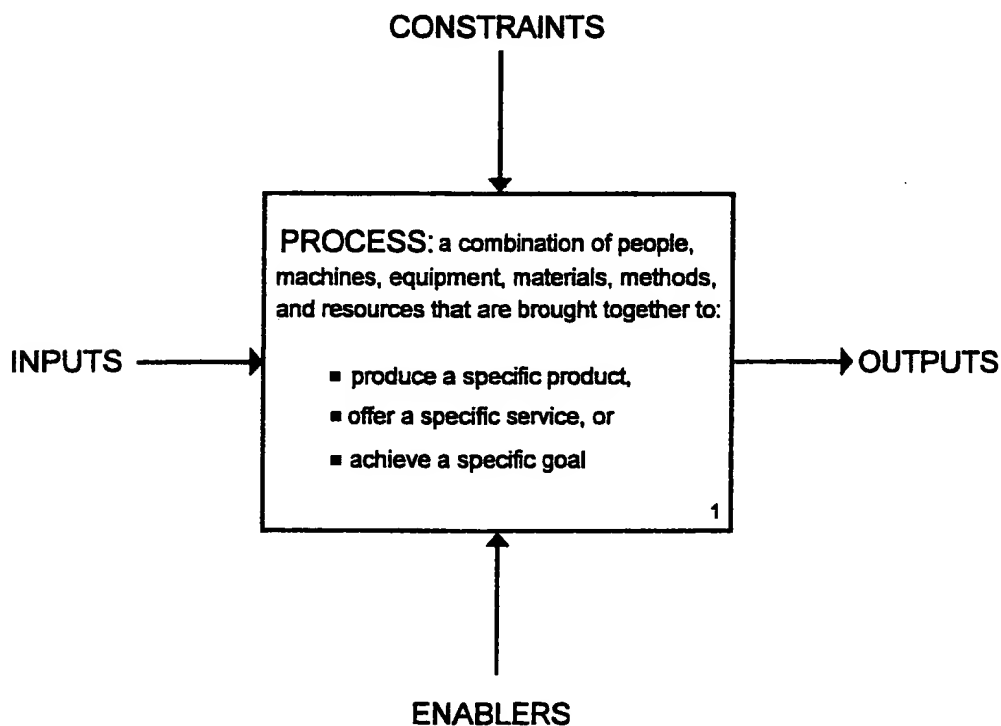 CONSTRAINTS
PROCESS: a combination of people,
machines, equipment, materials, methods,
and resources that are brought together to:
INPUTS
OUTPUTS
■ produce a specific product,
■ offer a specific service, or
■ achieve a specific goal
1
ENABLERS